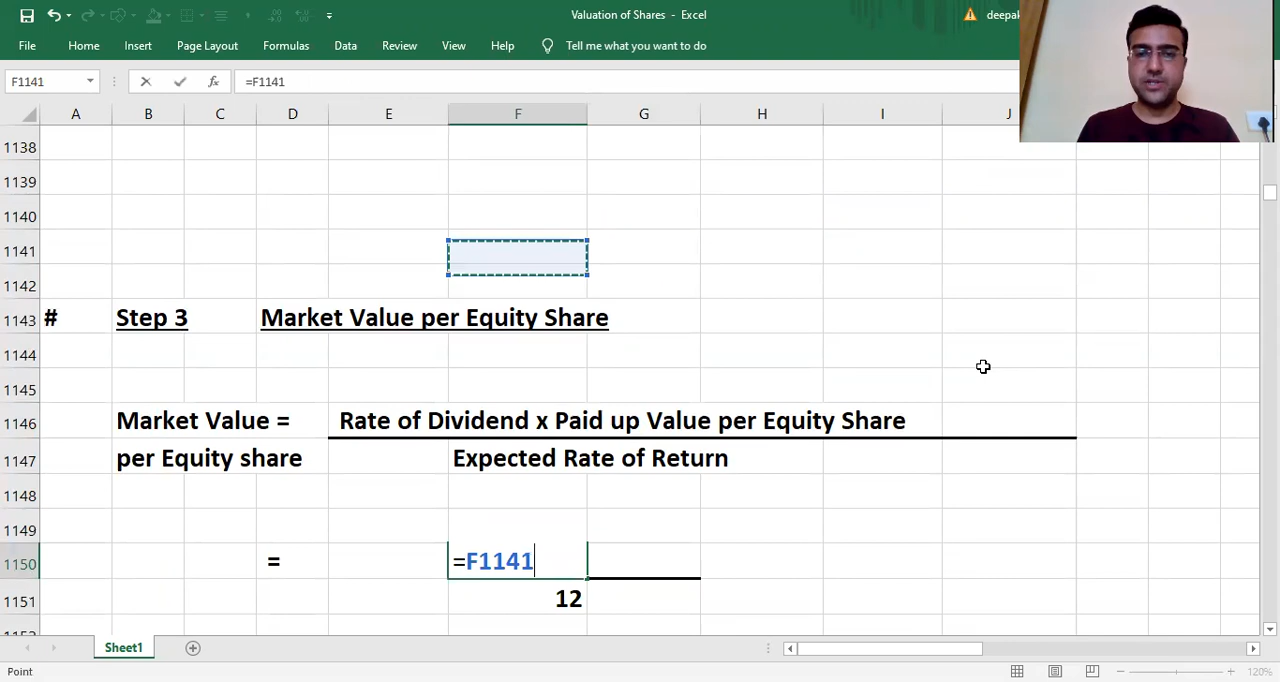 Valuation of Shares - Excel
File Home Insert Page Layout Formulas Data Review View Help Tell me what you want to do
F1141 fx =F1141
A B C D E F G H I J
1138
1139
1140
1141
1142
1143 # Step 3 Market Value per Equity Share
1144
1145
1146 Market Value = Rate of Dividend x Paid up Value per Equity Share
1147 per Equity share Expected Rate of Return
1148
1149
1150 = =F1141
1151 12
Sheet1
Point 120%